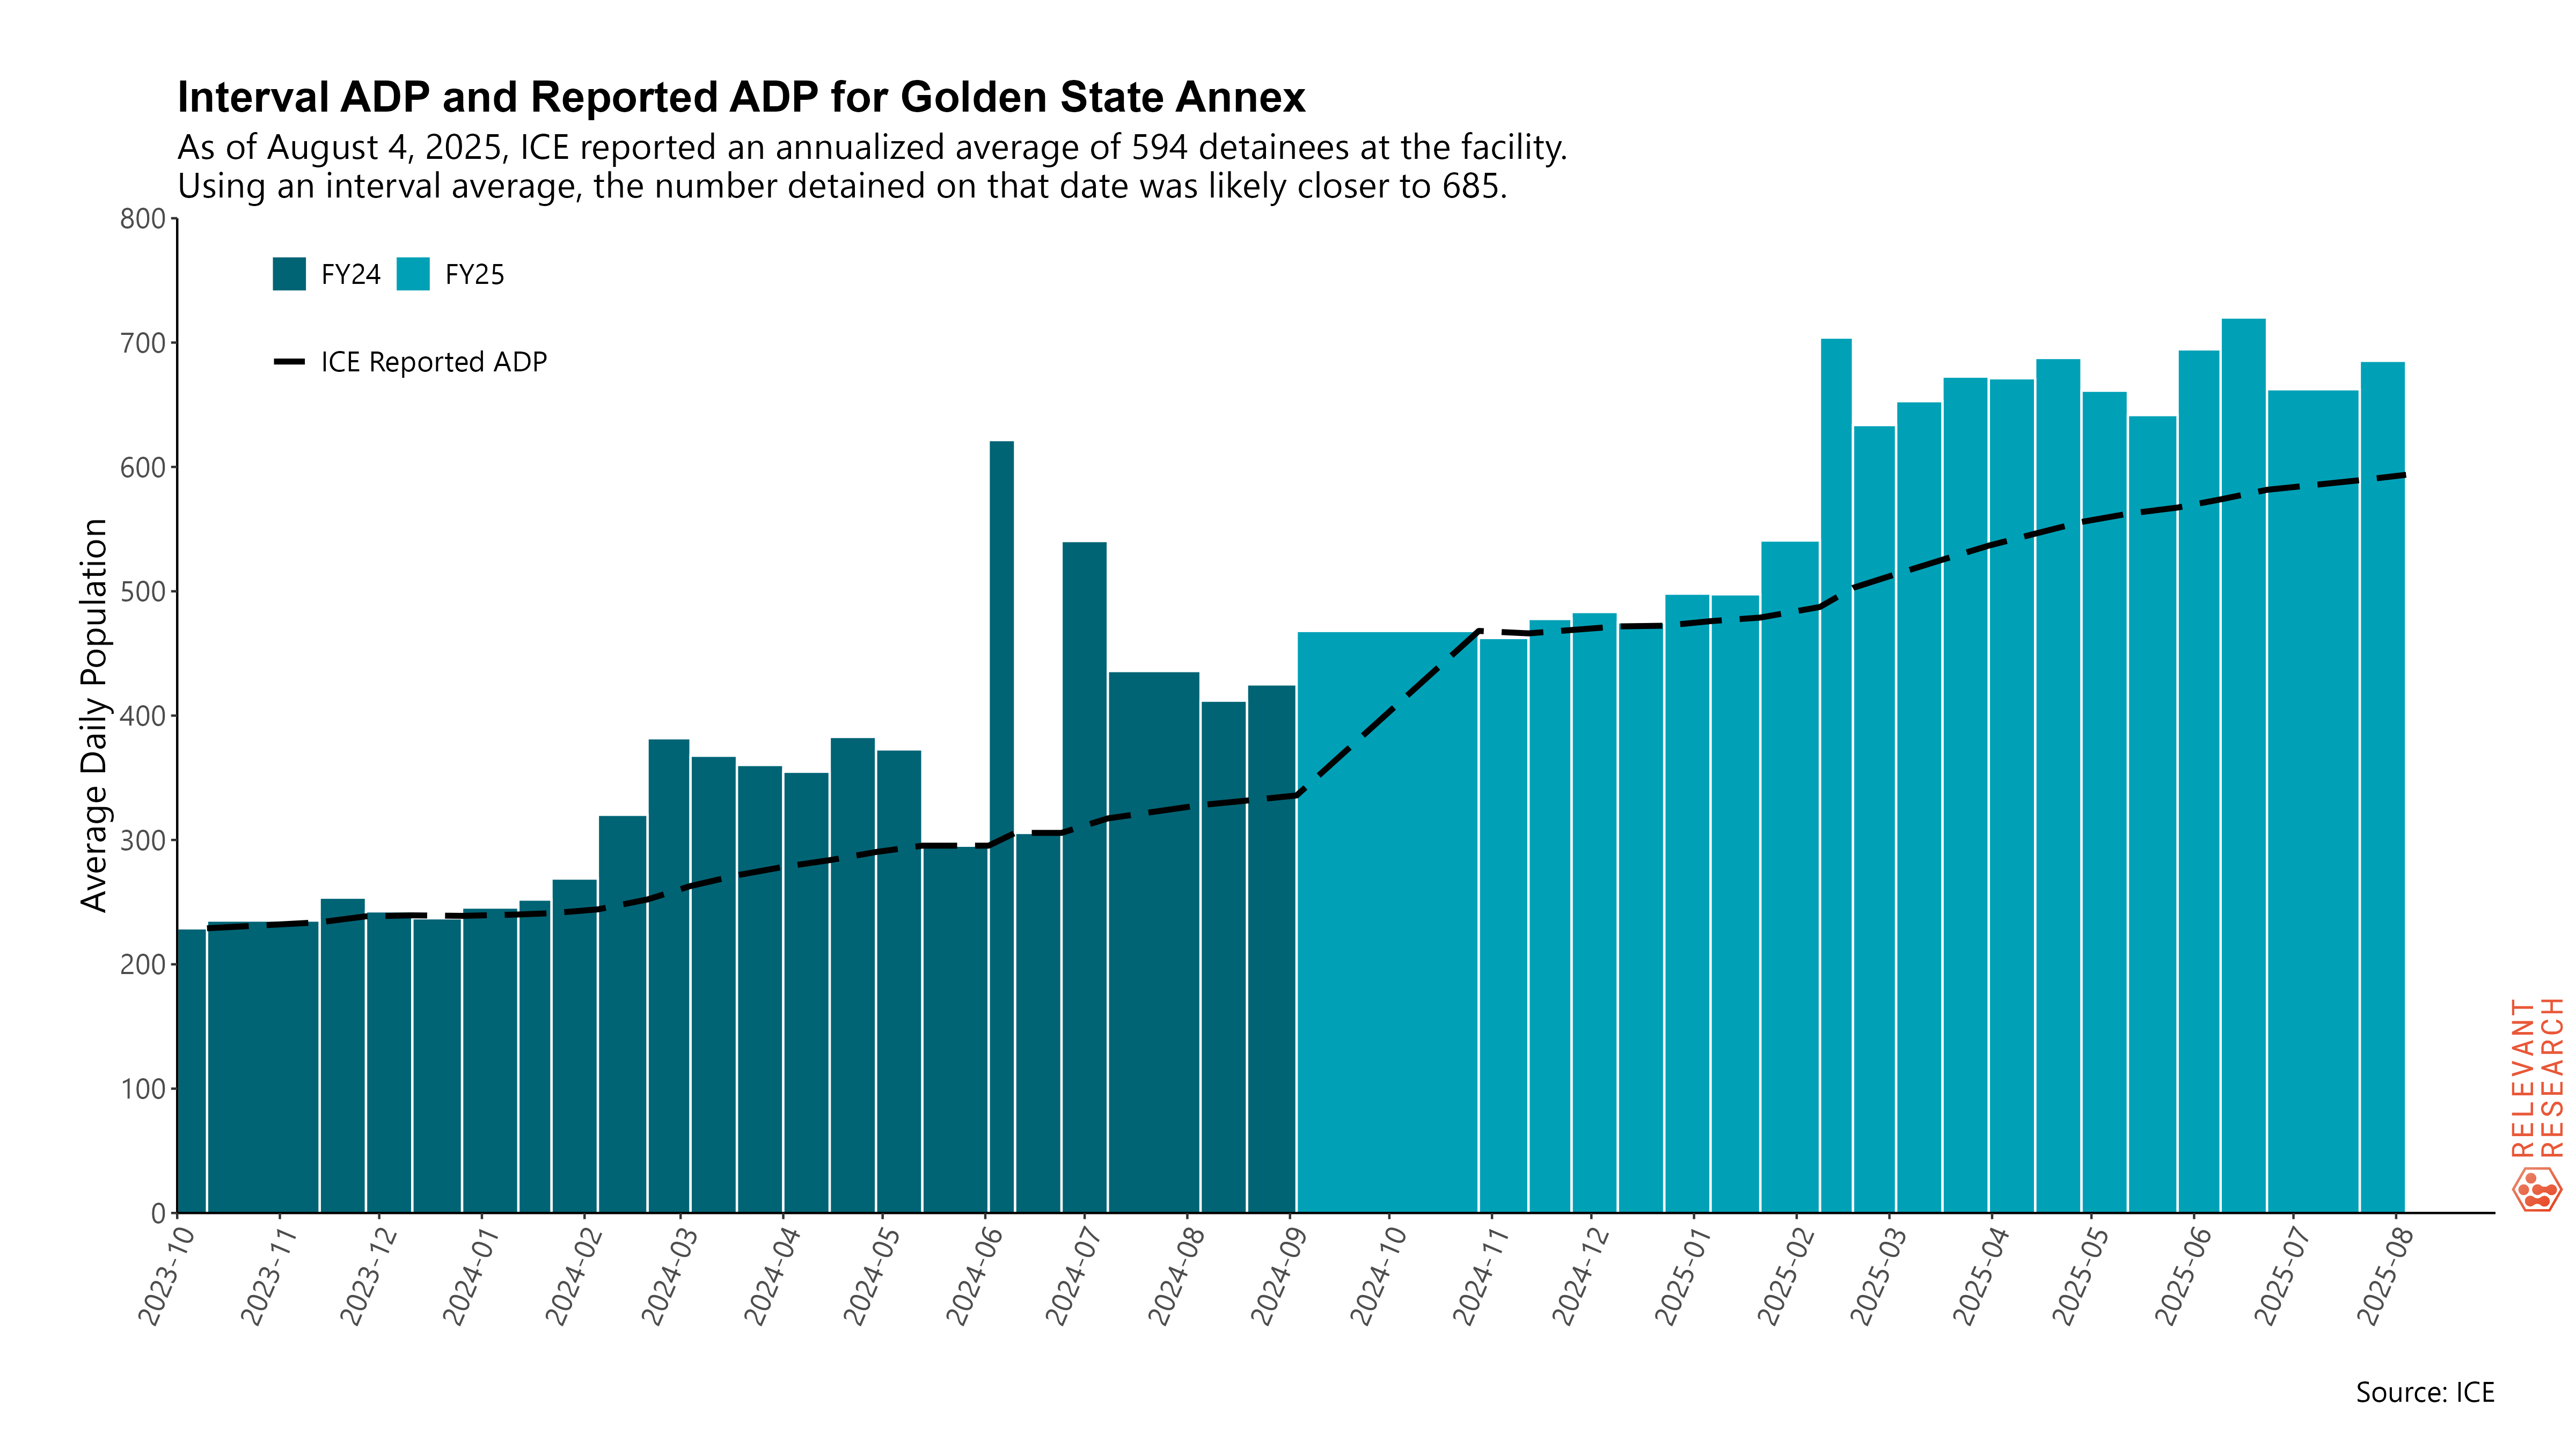 Interval ADP and Reported ADP for Golden State Annex
As of August 4, 2025, ICE reported an annualized average of 594 detainees at the facility.
Using an interval average, the number detained on that date was likely closer to 685.
FY24 FY25
ICE Reported ADP
Average Daily Population
800
700
600
500
400
300
200
100
0
2023-10 2023-11 2023-12 2024-01 2024-02 2024-03 2024-04 2024-05 2024-06 2024-07 2024-08 2024-09 2024-10 2024-11 2024-12 2025-01 2025-02 2025-03 2025-04 2025-05 2025-06 2025-07 2025-08
RELEVANT
RESEARCH
Source: ICE